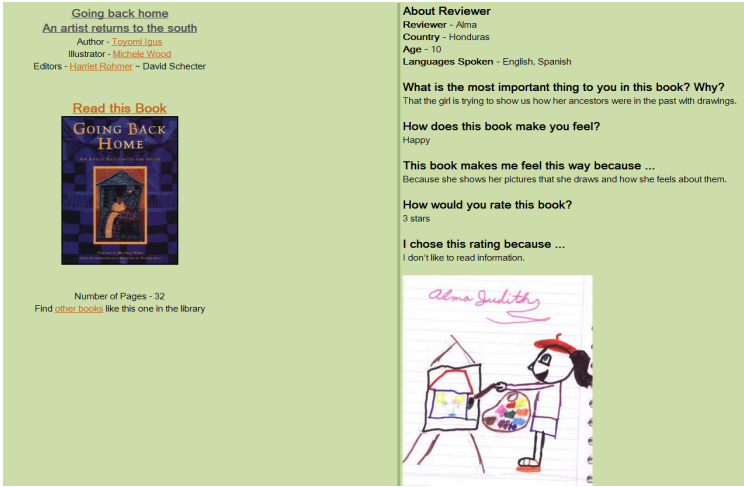 Going back home
An artist returns to the south
Author - Toyomi Igus
Illustrator - Michele Wood
Editors - Harriet Rohmer ~ David Schecter
Read this Book
GOING BACK
HOME
AN ARTIST RETURNS TO THE SOUTH
Number of Pages - 32
Find other books like this one in the library
About Reviewer
Reviewer - Alma
Country - Honduras
Age - 10
Languages Spoken - English, Spanish
What is the most important thing to you in this book? Why?
That the girl is trying to show us how her ancestors were in the past with drawings.
How does this book make you feel?
Happy
This book makes me feel this way because ...
Because she shows her pictures that she draws and how she feels about them.
How would you rate this book?
3 stars
I chose this rating because ...
I don't like to read information.
Alma Judith